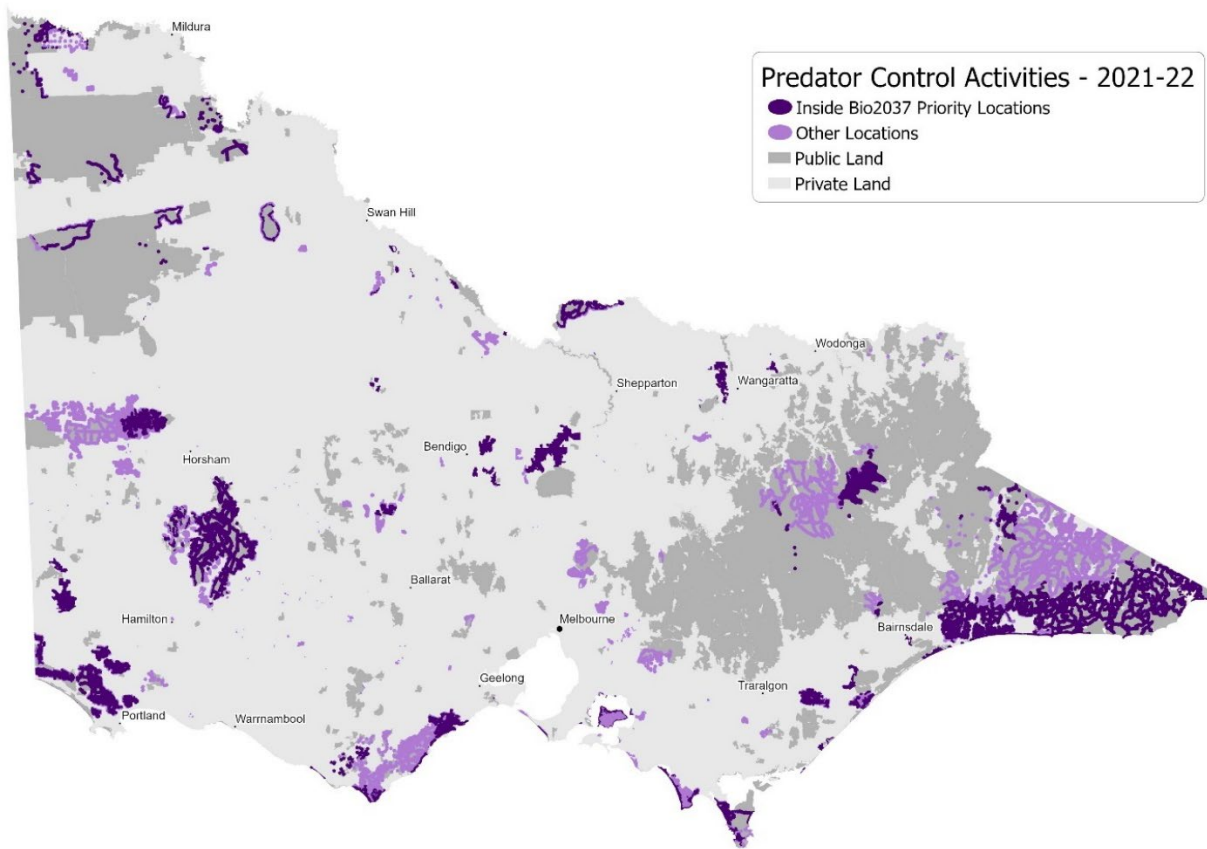 Mildura
Predator Control Activities - 2021-22
Inside Bio2037 Priority Locations
Other Locations
Public Land
Private Land
Swan Hill
Wodonga
Shepparton
Wangaratta
Bendigo
Horsham
Ballarat
Hamilton
Melbourne
Bairnsdale
Geelong
Traralgon
Portland
Warrnambool